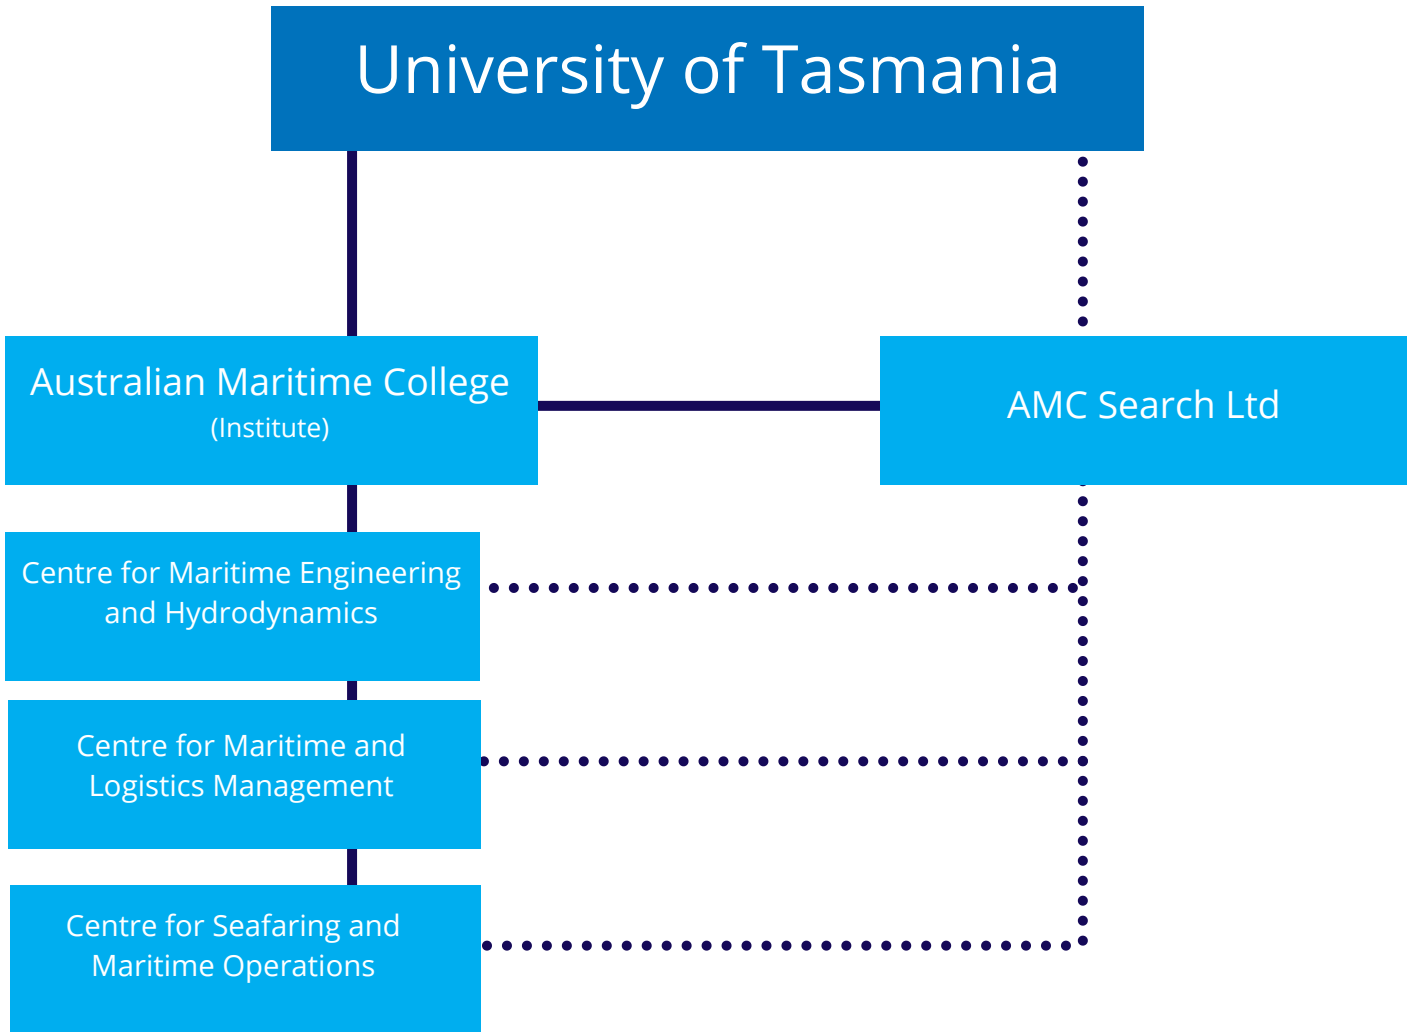 University of Tasmania
Australian Maritime College
(Institute)
AMC Search Ltd
Centre for Maritime Engineering
and Hydrodynamics
Centre for Maritime and
Logistics Management
Centre for Seafaring and
Maritime Operations